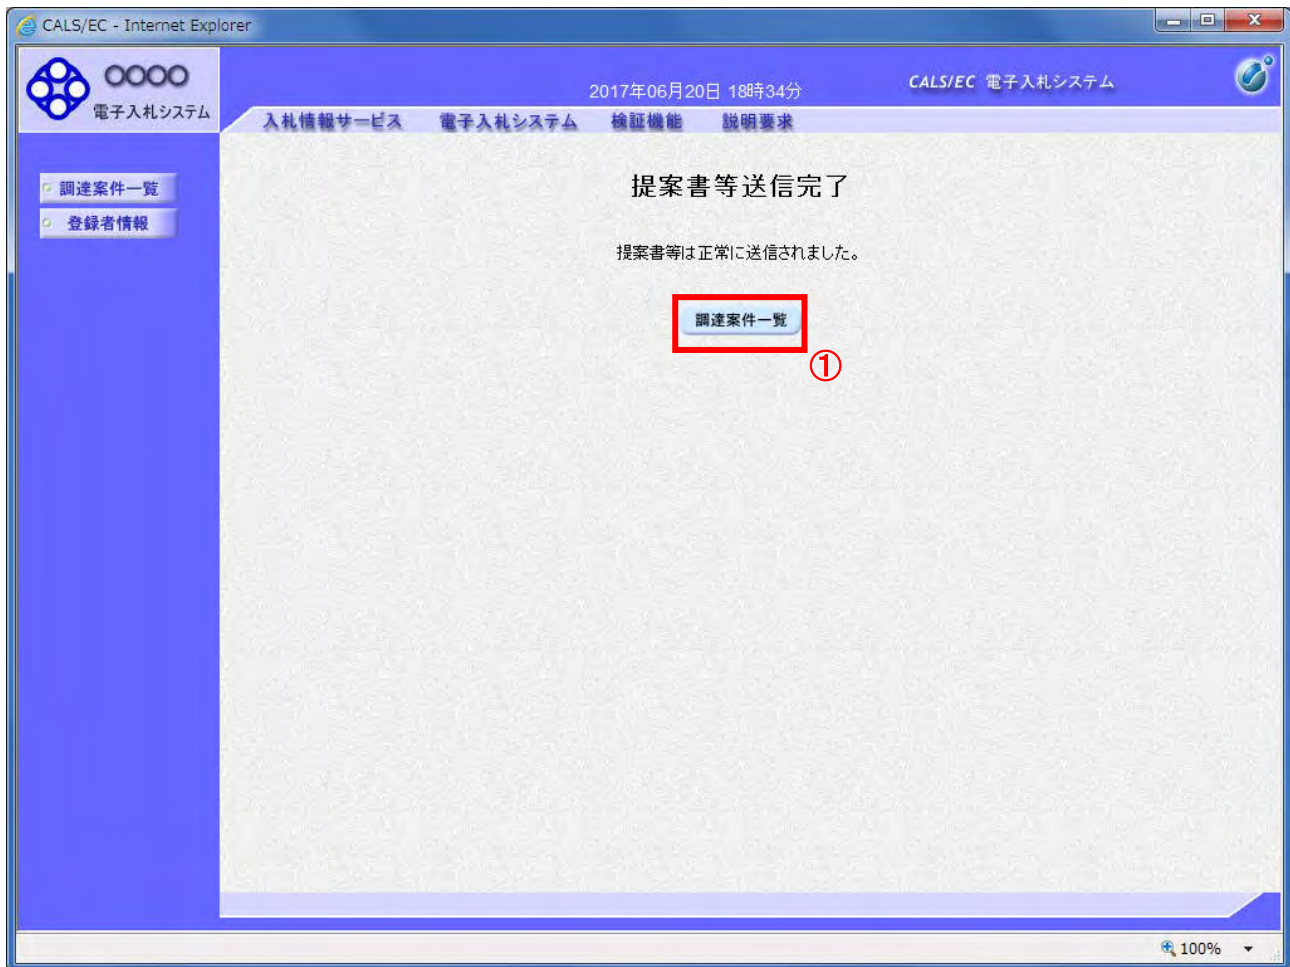 CALS/EC - Internet Explorer
○○○○
電子入札システム
2017年06月20日 18時34分
CALS/EC 電子入札システム
入札情報サービス 電子入札システム 検証機能 説明要求
調達案件一覧
登録者情報
提案書等送信完了
提案書等は正常に送信されました。
調達案件一覧
①
100%